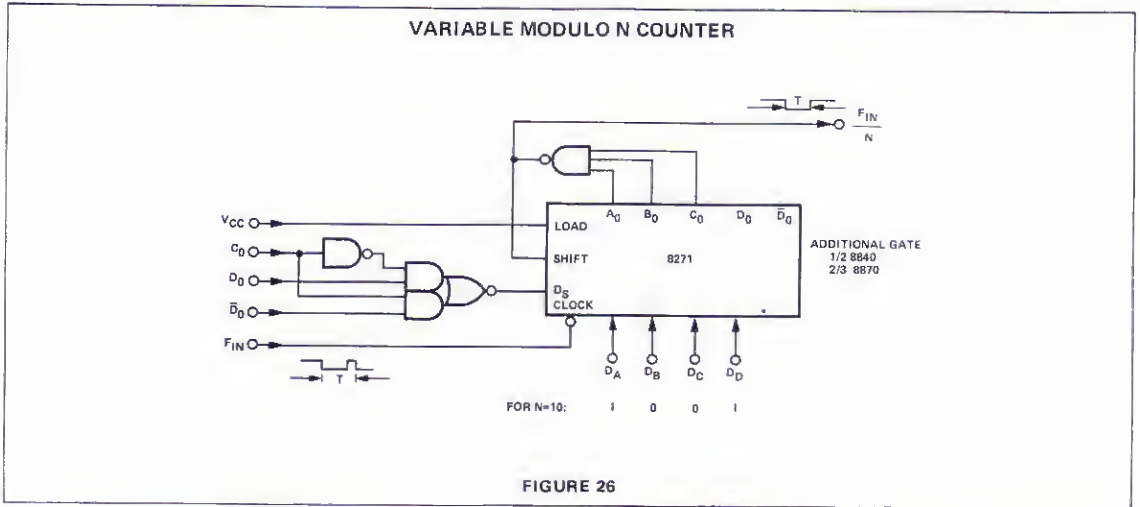 VARIABLE MODULO N COUNTER
T
F_IN
N
A_0 B_0 C_0 D_0 D̅_0
V_CC
LOAD
C_0
SHIFT
8271
ADDITIONAL GATE
1/2 8840
2/3 8870
D_0
D_S
D̅_0
CLOCK
F_IN
T
D_A D_B D_C D_D
FOR N=10: 1 0 0 1
FIGURE 26